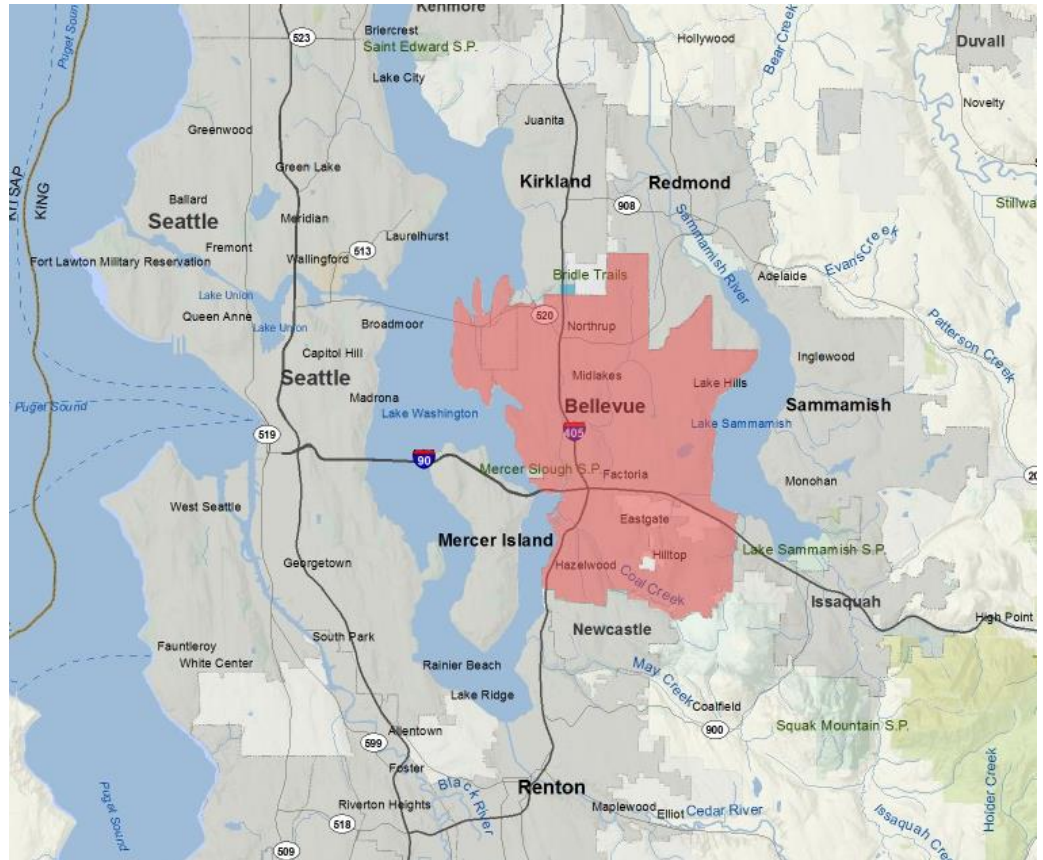 Kenmore
Puget Sound
523
Briercrest
Saint Edward S.P.
Hollywood
Bear Creek
Duvall
Lake City
Novelty
Greenwood
Juanita
Green Lake
KITSAP
KING
Kirkland
Redmond
Ballard
908
Seattle
Meridian
Sammamish River
Fremont
Laurelhurst
513
Wallingford
Evans Creek
Fort Lawton Military Reservation
Bridle Trails
Adelaide
Lake Union
Queen Anne
Lake Union
Broadmoor
520
Northrup
Patterson Creek
Capitol Hill
Inglewood
Seattle
Midlakes
Lake Hills
Madrona
Puget Sound
Lake Washington
Bellevue
Sammamish
519
405
Lake Sammamish
90
Mercer Slough S.P.
Factoria
Monohan
West Seattle
Eastgate
Mercer Island
Hilltop
Lake Sammamish S.P.
Georgetown
Hazelwood
Coal Creek
Issaquah
High Point
South Park
Newcastle
Fauntleroy
White Center
Rainier Beach
May Creek
Lake Ridge
Coalfield
900
Squak Mountain S.P.
Allentown
599
Foster
Black River
Renton
Puget Sound
Riverton Heights
Maplewood
Elliot
Cedar River
Holder Creek
518
Issaquah Creek
509